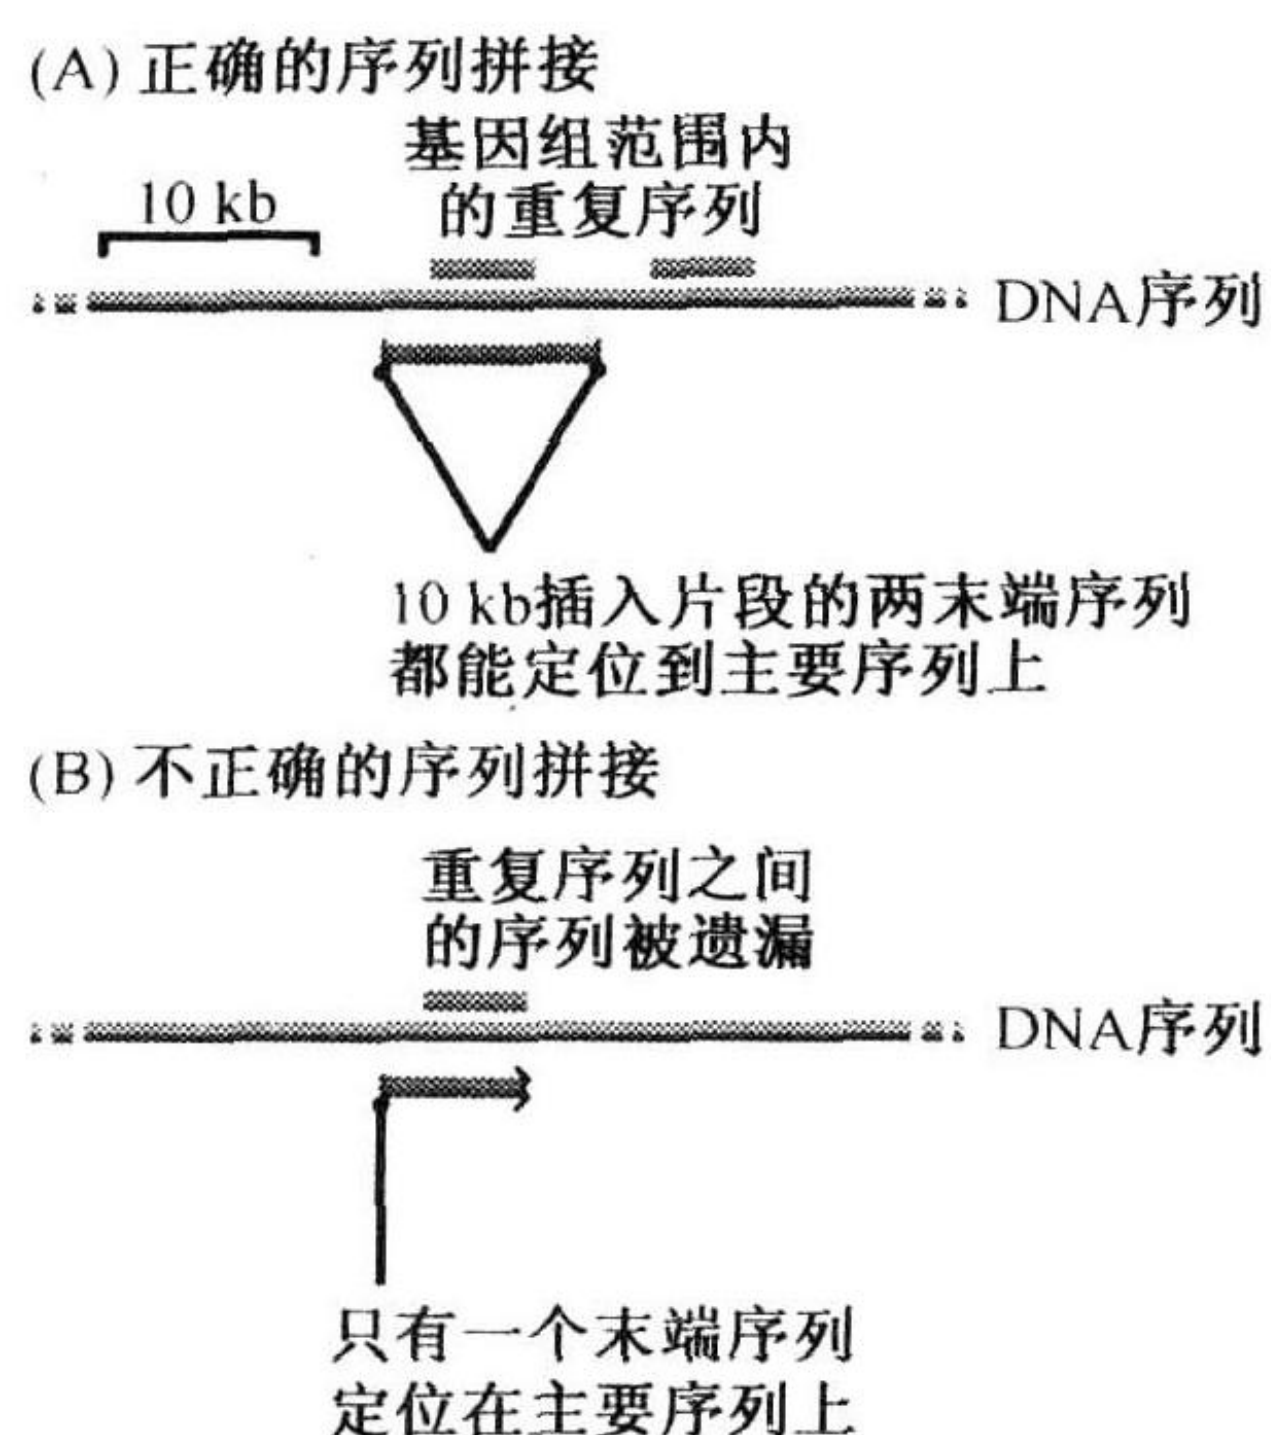 (A) 正确的序列拼接
基因组范围内
的重复序列
10 kb
DNA序列
10 kb插入片段的两末端序列
都能定位到主要序列上
(B) 不正确的序列拼接
重复序列之间
的序列被遗漏
DNA序列
只有一个末端序列
定位在主要序列上